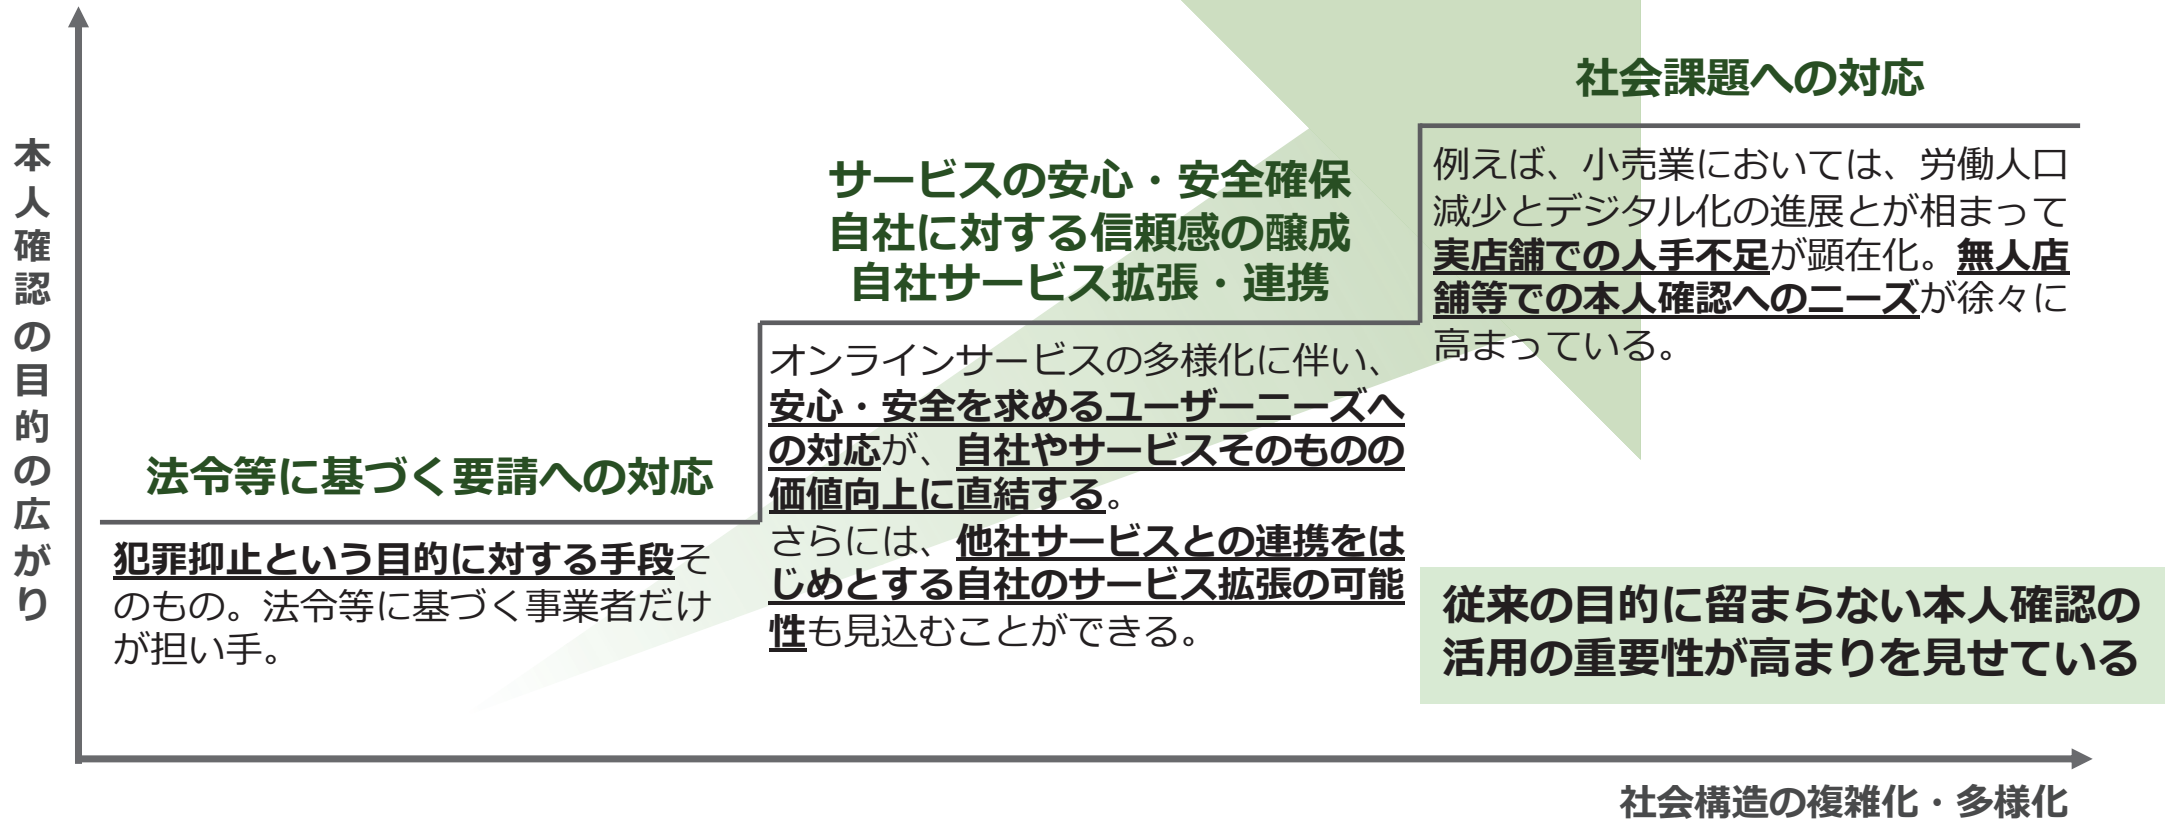 本人確認の目的の広がり
法令等に基づく要請への対応
犯罪抑止という目的に対する手段そ
のもの。法令等に基づく事業者だけ
が担い手。
サービスの安心・安全確保
自社に対する信頼感の醸成
自社サービス拡張・連携
オンラインサービスの多様化に伴い、
安心・安全を求めるユーザーニーズへ
の対応が、自社やサービスそのものの
価値向上に直結する。
さらには、他社サービスとの連携をは
じめとする自社のサービス拡張の可能
性も見込むことができる。
社会課題への対応
例えば、小売業においては、労働人口
減少とデジタル化の進展とが相まって
実店舗での人手不足が顕在化。無人店
舗等での本人確認へのニーズが徐々に
高まっている。
従来の目的に留まらない本人確認の
活用の重要性が高まりを見せている
社会構造の複雑化・多様化